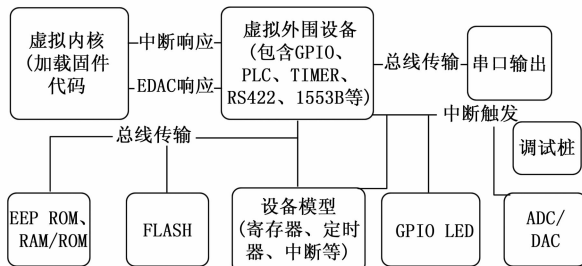 虚拟内核
(加载固件
代码)
中断响应
EDAC响应
虚拟外围设备
(包含GPIO、
PLC、TIMER、
RS422、1553B等)
总线传输
串口输出
中断触发
调试桩
总线传输
EEP ROM、
RAM/ROM
FLASH
设备模型
(寄存器、定时
器、中断等)
GPIO LED
ADC/
DAC